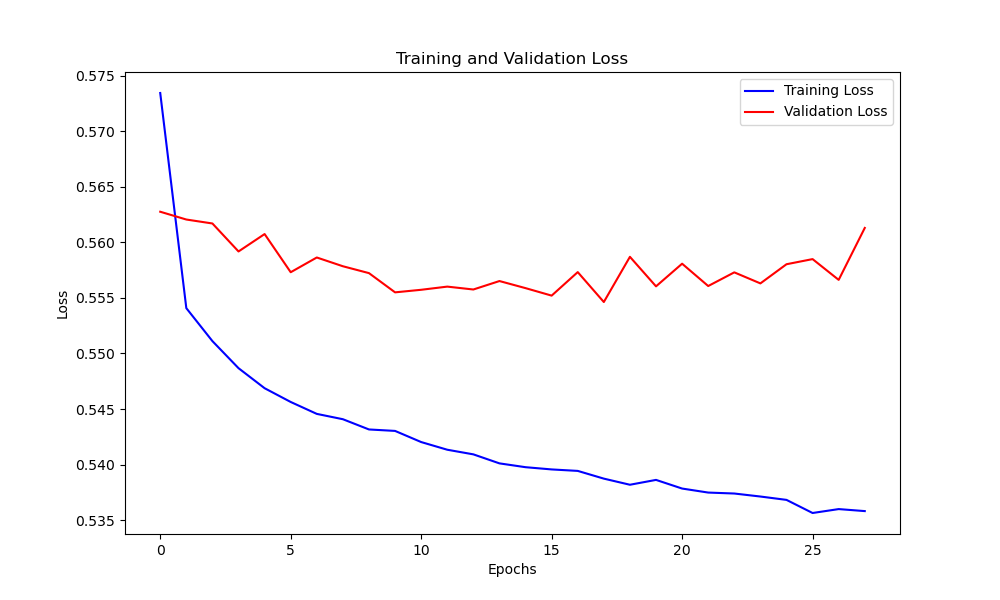 Training and Validation Loss
Training Loss
Validation Loss
0.575
0.570
0.565
0.560
0.555
0.550
0.545
0.540
0.535
Loss
0 5 10 15 20 25
Epochs